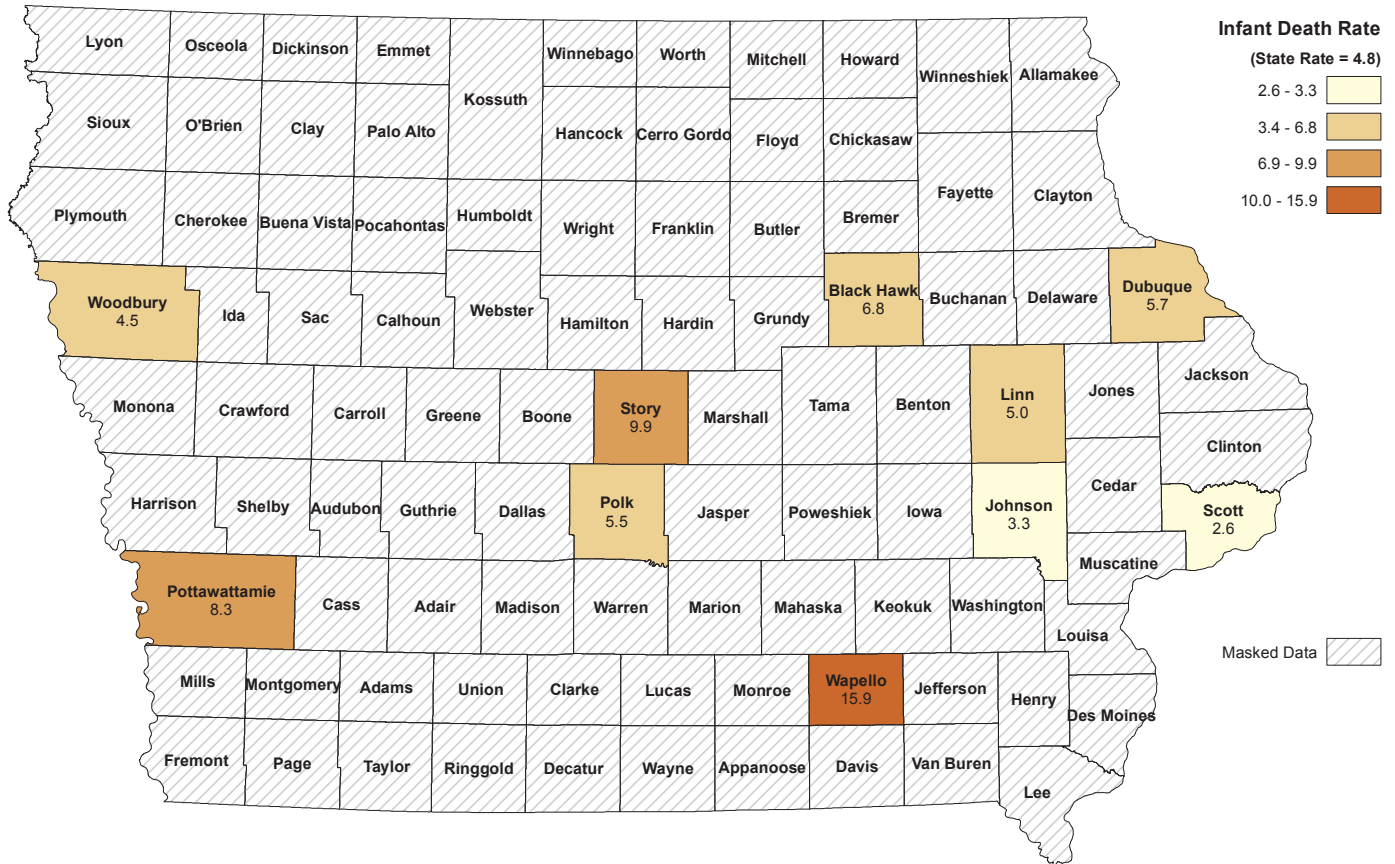 Infant Death Rate
(State Rate = 4.8)
2.6 - 3.3
3.4 - 6.8
6.9 - 9.9
10.0 - 15.9
Lyon
Osceola
Dickinson
Emmet
Kossuth
Winnebago
Worth
Mitchell
Howard
Winneshiek
Allamakee
Sioux
O'Brien
Clay
Palo Alto
Hancock
Cerro Gordo
Floyd
Chickasaw
Fayette
Clayton
Plymouth
Cherokee
Buena Vista
Pocahontas
Humboldt
Wright
Franklin
Butler
Bremer
Woodbury
4.5
Ida
Sac
Calhoun
Webster
Hamilton
Hardin
Grundy
Black Hawk
6.8
Buchanan
Delaware
Dubuque
5.7
Monona
Crawford
Carroll
Greene
Boone
Story
9.9
Marshall
Tama
Benton
Linn
5.0
Jones
Jackson
Clinton
Harrison
Shelby
Audubon
Guthrie
Dallas
Polk
5.5
Jasper
Poweshiek
Iowa
Johnson
3.3
Cedar
Scott
2.6
Muscatine
Pottawattamie
8.3
Cass
Adair
Madison
Warren
Marion
Mahaska
Keokuk
Washington
Louisa
Masked Data
Mills
Montgomery
Adams
Union
Clarke
Lucas
Monroe
Wapello
15.9
Jefferson
Henry
Des Moines
Fremont
Page
Taylor
Ringgold
Decatur
Wayne
Appanoose
Davis
Van Buren
Lee